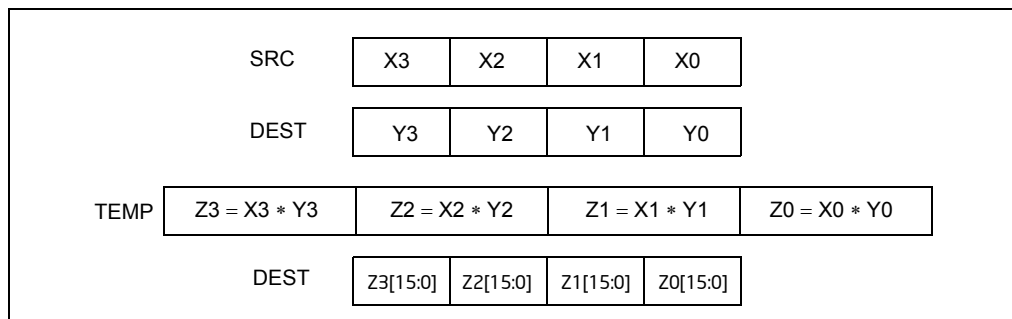 SRC X3 X2 X1 X0
DEST Y3 Y2 Y1 Y0
TEMP Z3 = X3 ∗ Y3 Z2 = X2 ∗ Y2 Z1 = X1 ∗ Y1 Z0 = X0 ∗ Y0
DEST Z3[15:0] Z2[15:0] Z1[15:0] Z0[15:0]